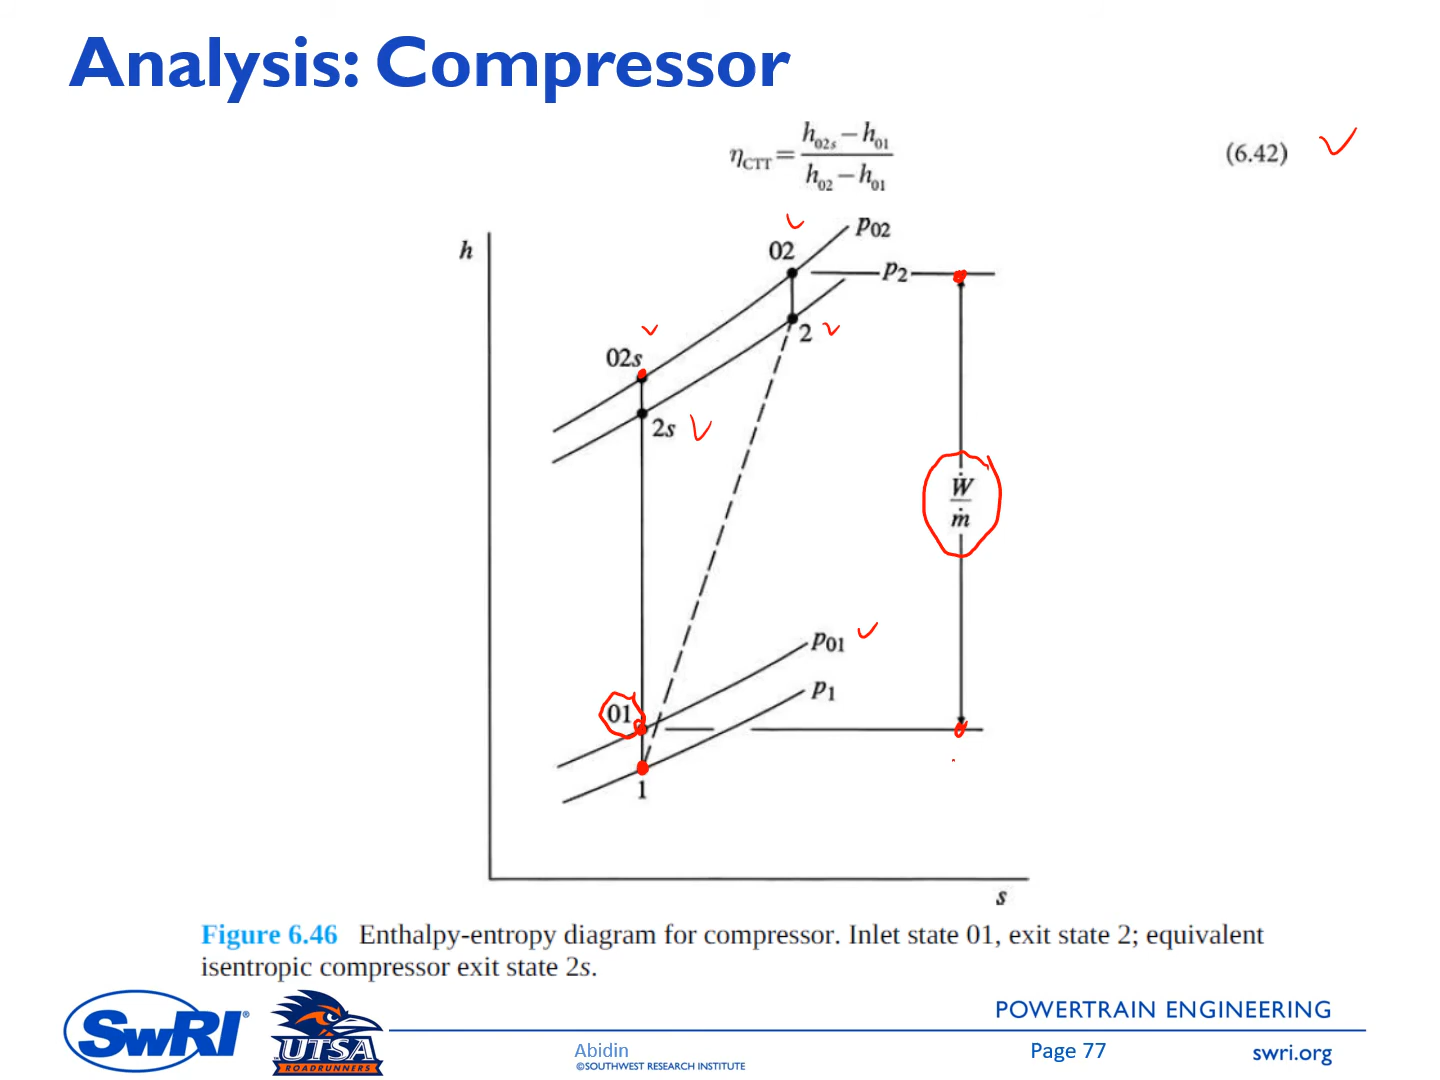 Analysis: Compressor
η_CTT = (h_02s − h_01) / (h_02 − h_01) (6.42)
h
p02
02
p2
2
02s
2s
Ẇ
ṁ
p01
01
p1
1
s
Figure 6.46 Enthalpy-entropy diagram for compressor. Inlet state 01, exit state 2; equivalent
isentropic compressor exit state 2s.
SwRI®
UTSA
ROADRUNNERS
POWERTRAIN ENGINEERING
Abidin
©SOUTHWEST RESEARCH INSTITUTE
Page 77
swri.org